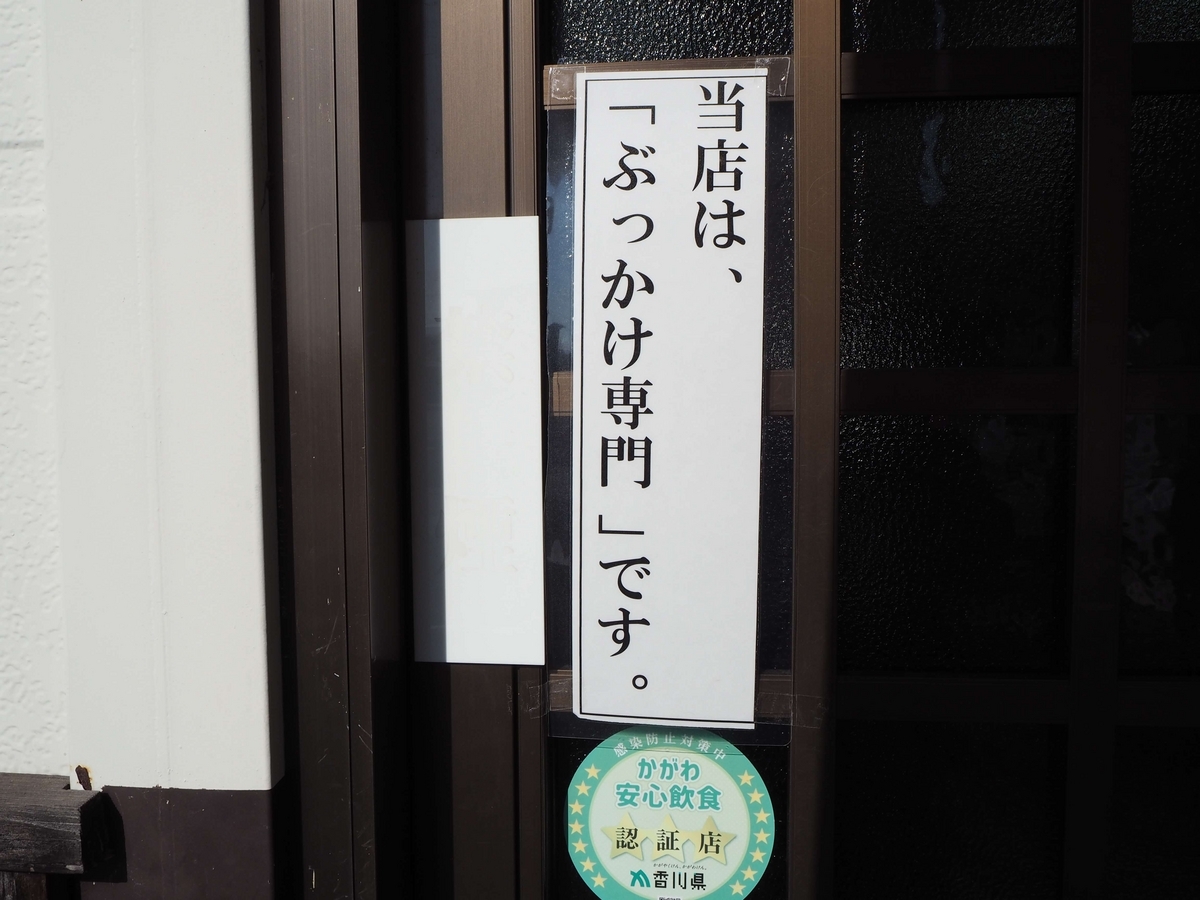 当店は、
「ぶっかけ専門」です。
感染防止対策中
かがわ
安心飲食
認証店
香川県